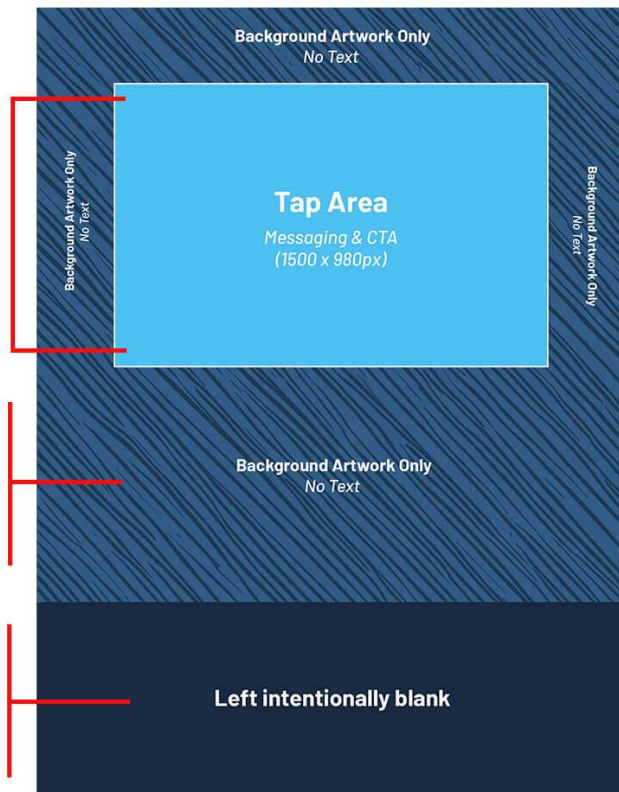 Background Artwork Only
No Text
Background Artwork Only
No Text
Tap Area
Messaging & CTA
(1500 x 980px)
Background Artwork Only
No Text
Background Artwork Only
No Text
Left intentionally blank